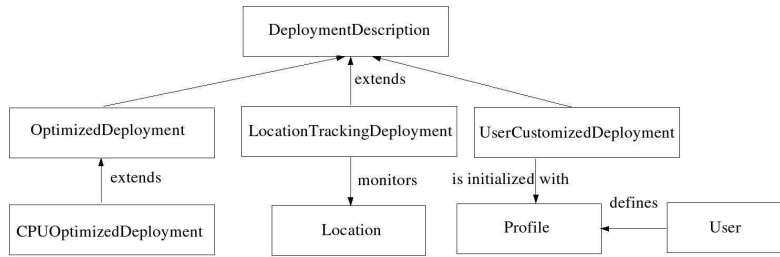 DeploymentDescription
extends
OptimizedDeployment
LocationTrackingDeployment
UserCustomizedDeployment
extends
monitors
is initialized with
defines
CPUOptimizedDeployment
Location
Profile
User